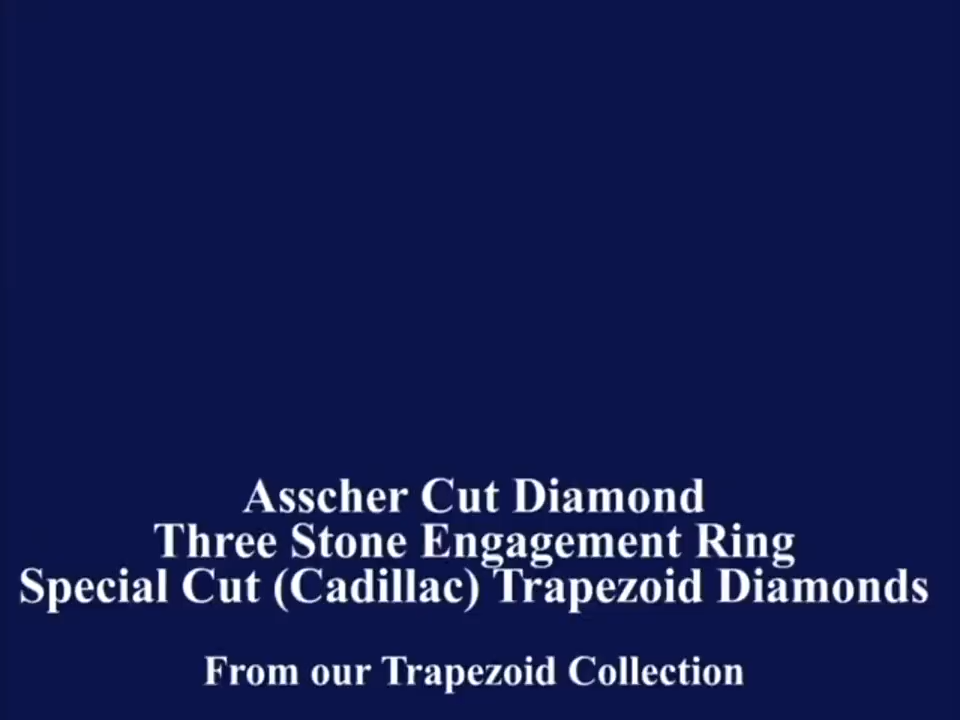 Asscher Cut Diamond
Three Stone Engagement Ring
Special Cut (Cadillac) Trapezoid Diamonds
From our Trapezoid Collection